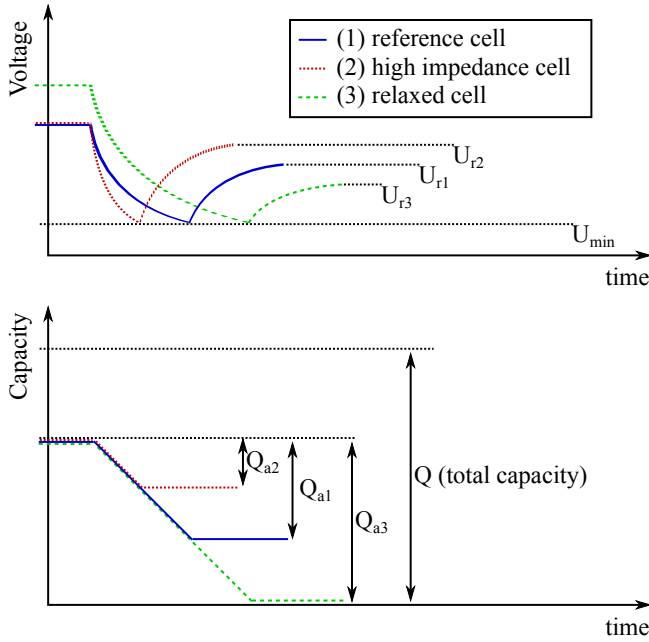 Voltage
(1) reference cell
(2) high impedance cell
(3) relaxed cell
U_r2
U_r1
U_r3
U_min
time
Capacity
Q_a2
Q_a1
Q_a3
Q (total capacity)
time